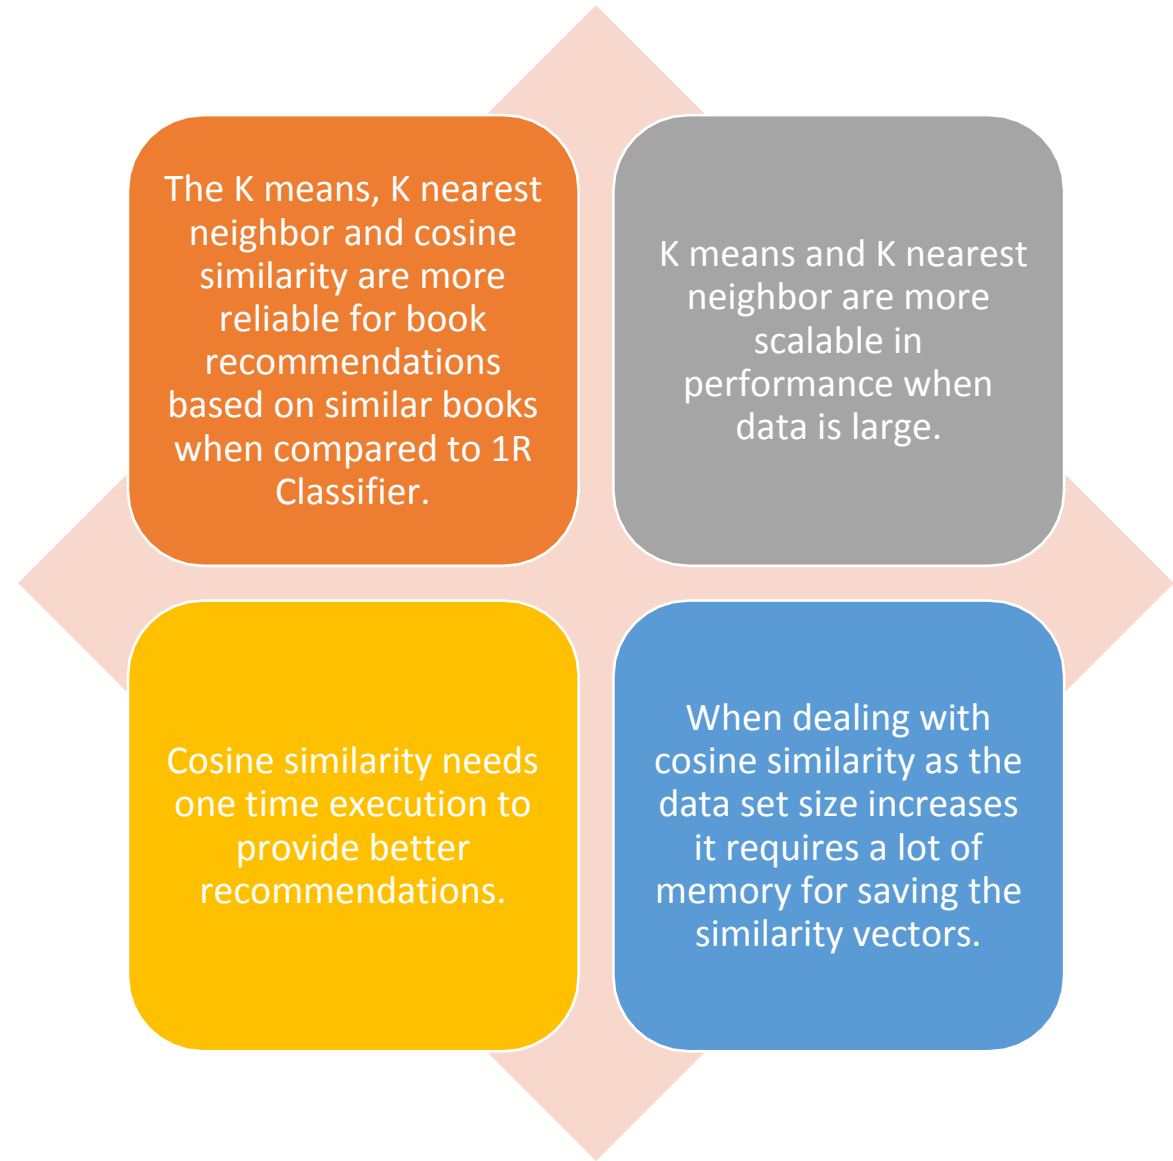 The K means, K nearest
neighbor and cosine
similarity are more
reliable for book
recommendations
based on similar books
when compared to 1R
Classifier.
K means and K nearest
neighbor are more
scalable in
performance when
data is large.
Cosine similarity needs
one time execution to
provide better
recommendations.
When dealing with
cosine similarity as the
data set size increases
it requires a lot of
memory for saving the
similarity vectors.